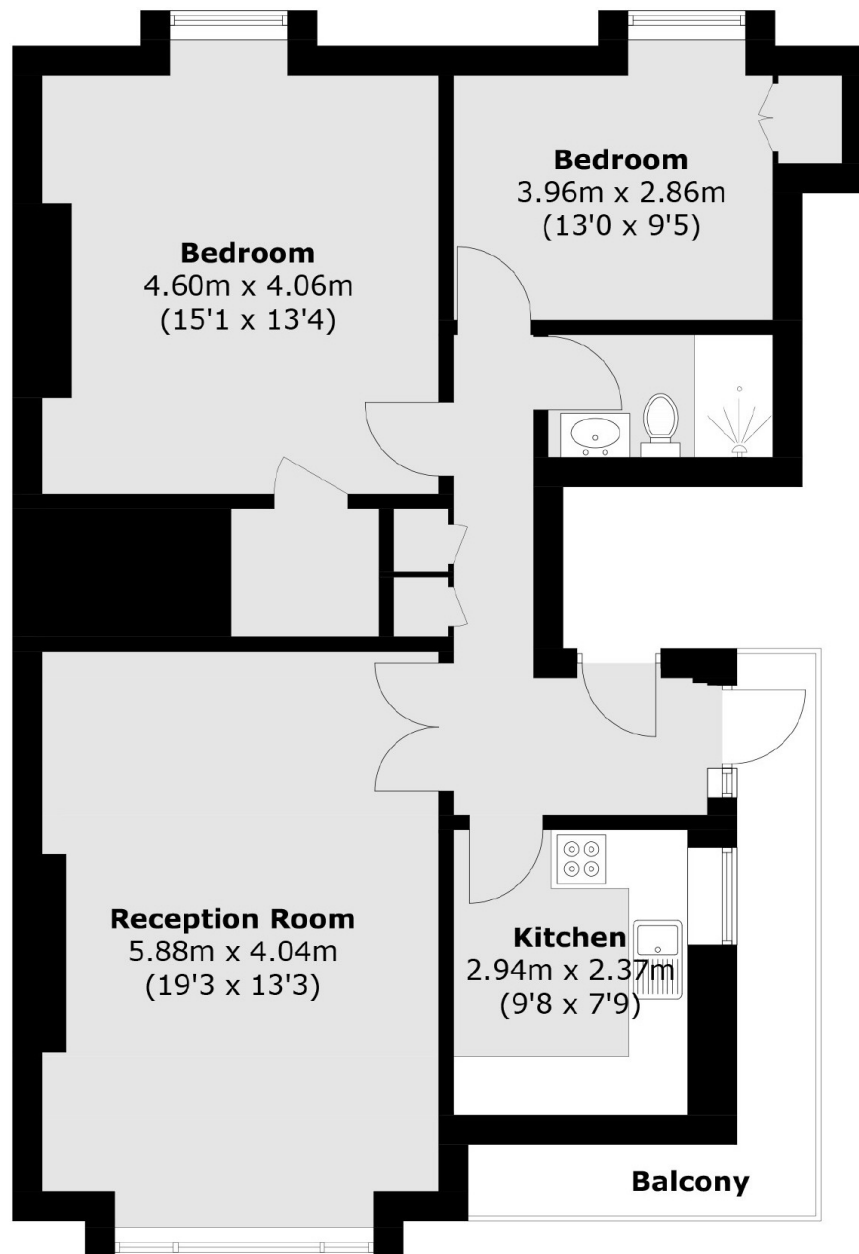 Bedroom
3.96m x 2.86m
(13'0 x 9'5)
Bedroom
4.60m x 4.06m
(15'1 x 13'4)
Reception Room
5.88m x 4.04m
(19'3 x 13'3)
Kitchen
2.94m x 2.37m
(9'8 x 7'9)
Balcony